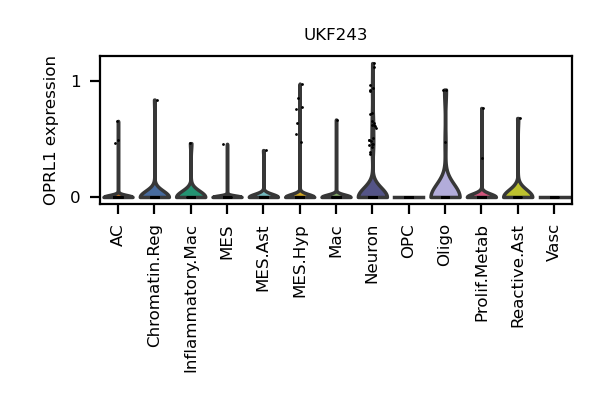 UKF243
OPRL1 expression
1
0
AC
Chromatin.Reg
Inflammatory.Mac
MES
MES.Ast
MES.Hyp
Mac
Neuron
OPC
Oligo
Prolif.Metab
Reactive.Ast
Vasc